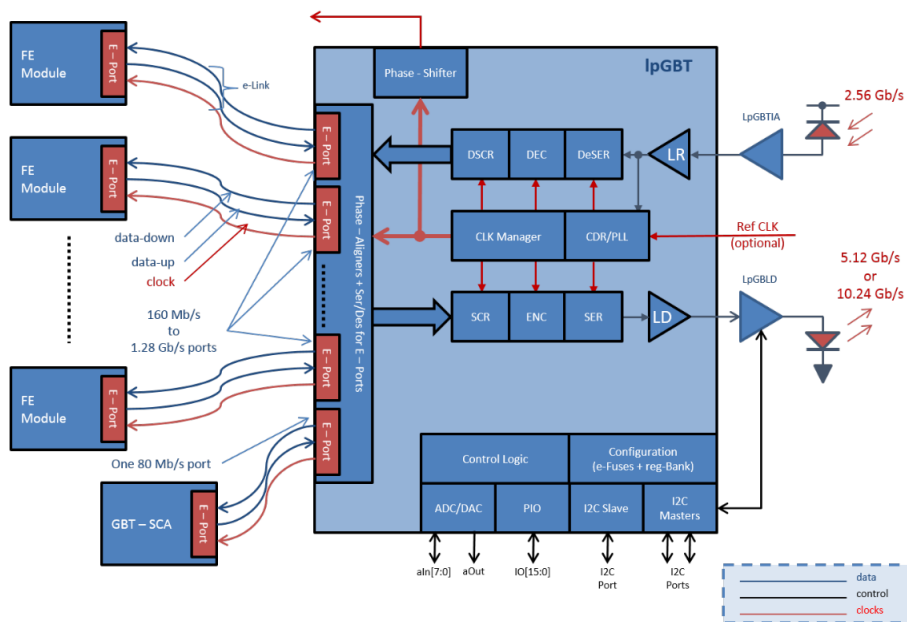 FE
Module
E – Port
e-Link
FE
Module
E – Port
data-down
data-up
clock
160 Mb/s
to
1.28 Gb/s ports
FE
Module
E – Port
One 80 Mb/s port
GBT – SCA
E – Port
lpGBT
Phase - Shifter
E – Port
E – Port
E – Port
E – Port
Phase – Aligners + Ser/Des for E – Ports
DSCR
DEC
DeSER
LR
CLK Manager
CDR/PLL
SCR
ENC
SER
LD
LpGBTIA
2.56 Gb/s
Ref CLK
(optional)
LpGBLD
5.12 Gb/s
or
10.24 Gb/s
Control Logic
Configuration
(e-Fuses + reg-Bank)
ADC/DAC
PIO
I2C Slave
I2C
Masters
aIn[7:0]
aOut
IO[15:0]
I2C
Port
I2C
Ports
data
control
clocks